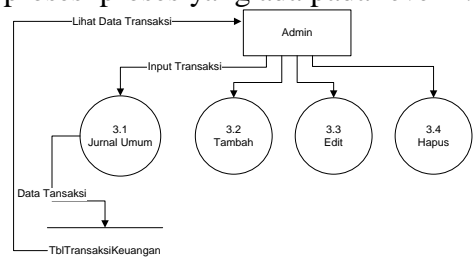 Lihat Data Transaksi
Admin
Input Transaksi
3.1
Jurnal Umum
3.2
Tambah
3.3
Edit
3.4
Hapus
Data Tansaksi
TblTransaksiKeuangan